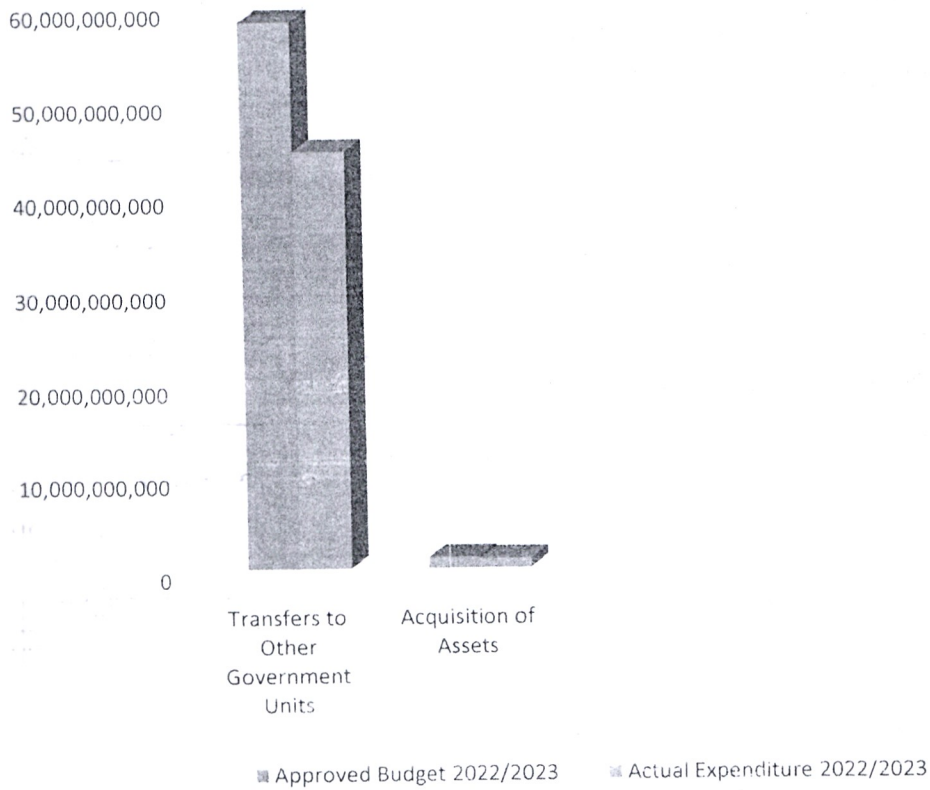 60,000,000,000
50,000,000,000
40,000,000,000
30,000,000,000
20,000,000,000
10,000,000,000
0
Transfers to
Other
Government
Units
Acquisition of
Assets
Approved Budget 2022/2023
Actual Expenditure 2022/2023